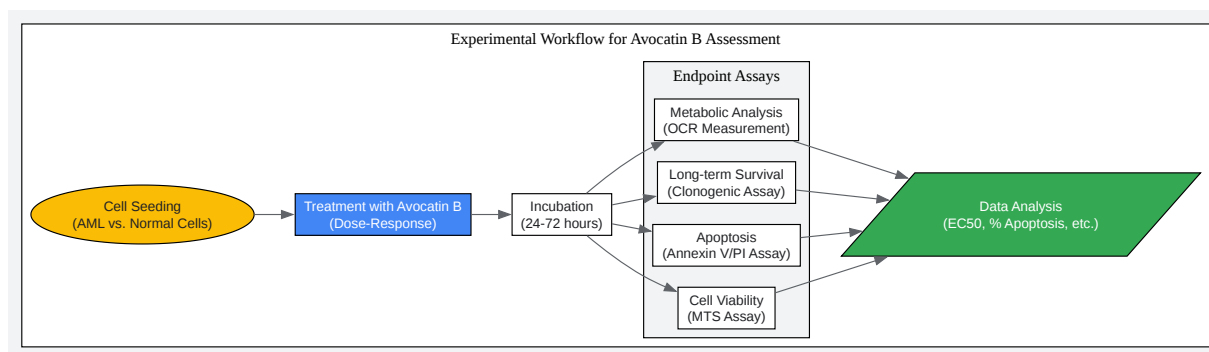 Experimental Workflow for Avocatin B Assessment
Cell Seeding
(AML vs. Normal Cells)
Treatment with Avocatin B
(Dose-Response)
Incubation
(24-72 hours)
Endpoint Assays
Metabolic Analysis
(OCR Measurement)
Long-term Survival
(Clonogenic Assay)
Apoptosis
(Annexin V/PI Assay)
Cell Viability
(MTS Assay)
Data Analysis
(EC50, % Apoptosis, etc.)